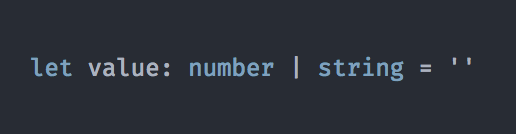 let value: number | string = ''